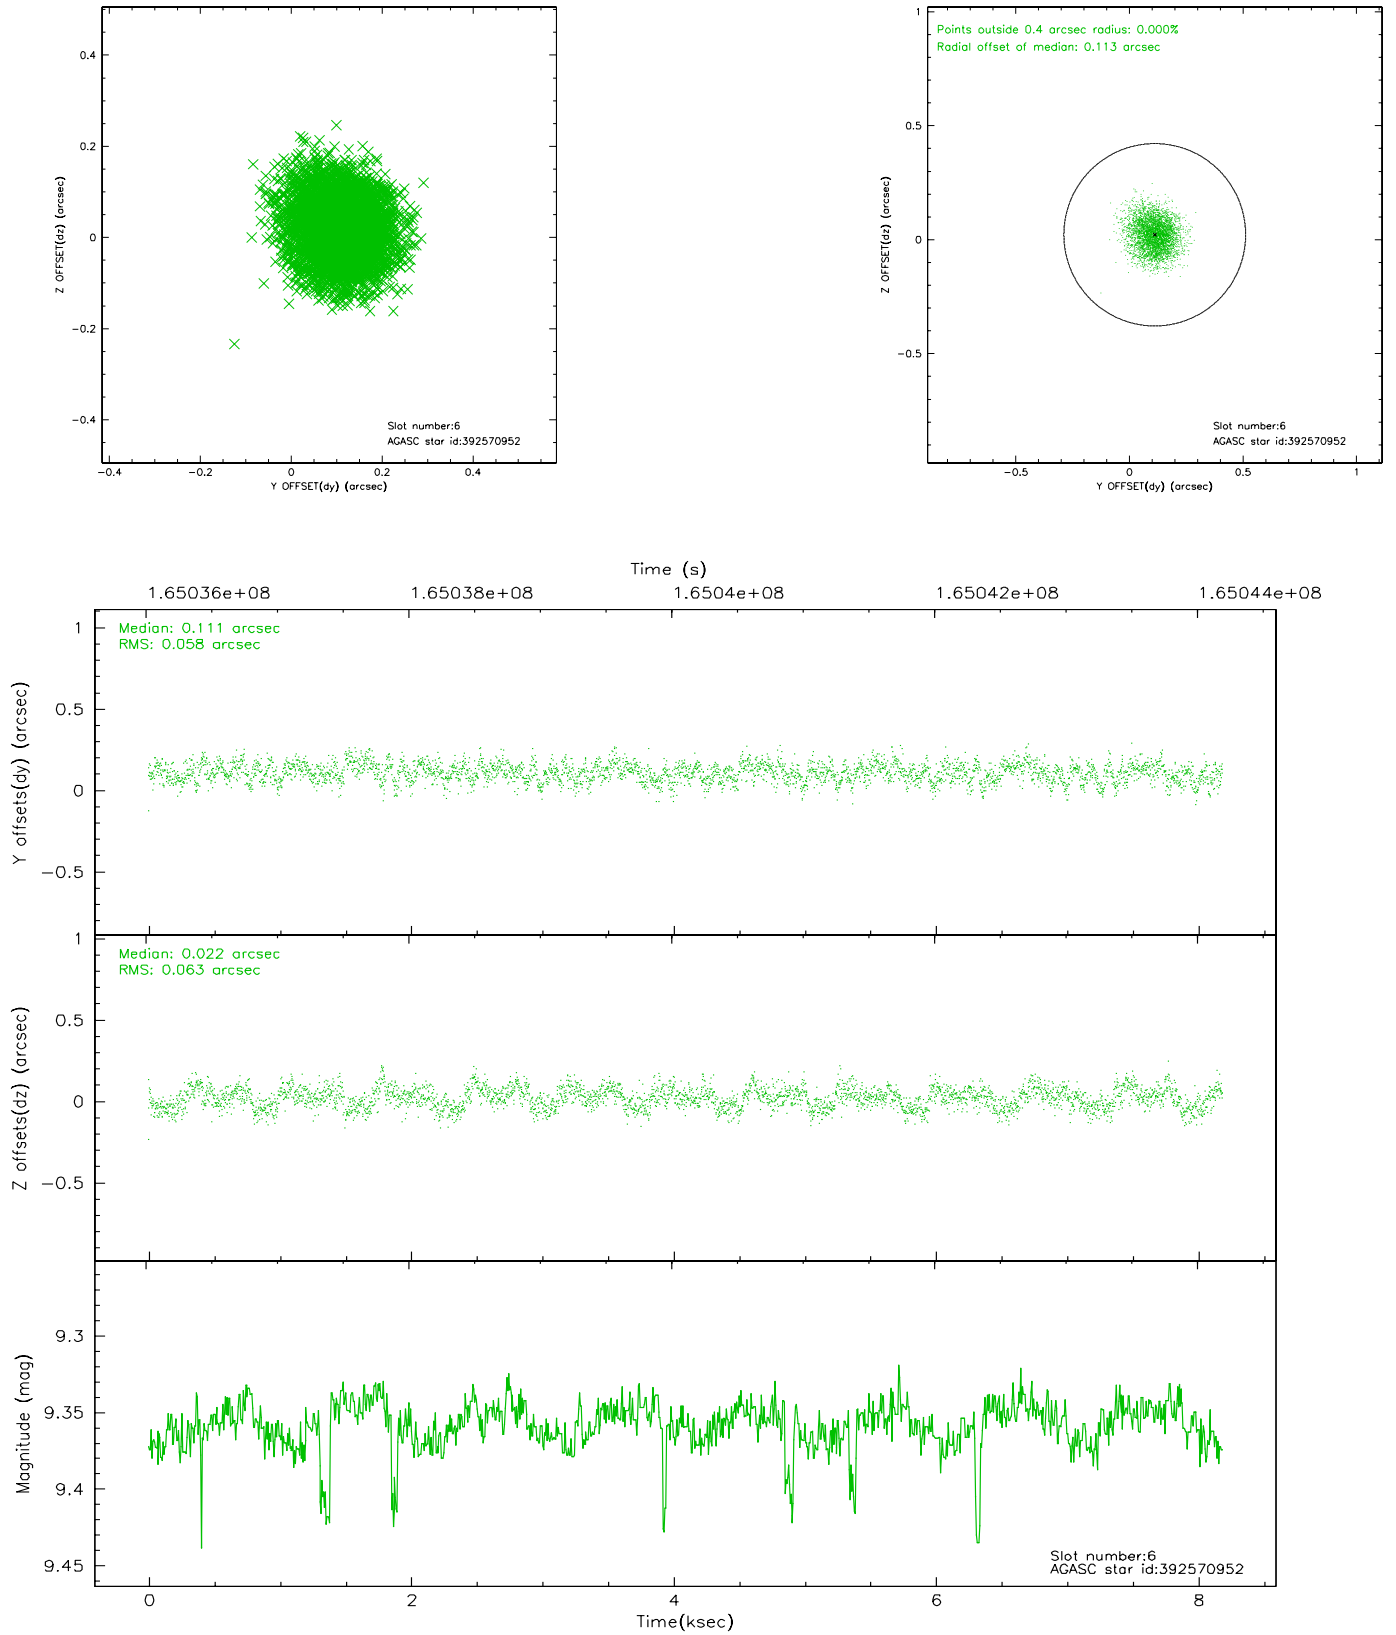 0.4
0.2
0
−0.2
−0.4
Z OFFSET(dz) (arcsec)
Slot number:6
AGASC star id:392570952
−0.4 −0.2 0 0.2 0.4
Y OFFSET(dy) (arcsec)
Points outside 0.4 arcsec radius: 0.000%
Radial offset of median: 0.113 arcsec
1
0.5
0
−0.5
Z OFFSET(dz) (arcsec)
Slot number:6
AGASC star id:392570952
−0.5 0 0.5 1
Y OFFSET(dy) (arcsec)
Time (s)
1.65036e+08 1.65038e+08 1.6504e+08 1.65042e+08 1.65044e+08
Median: 0.111 arcsec
RMS: 0.058 arcsec
1
0.5
0
−0.5
Y offsets(dy) (arcsec)
Median: 0.022 arcsec
RMS: 0.063 arcsec
1
0.5
0
−0.5
Z offsets(dz) (arcsec)
9.3
9.35
9.4
9.45
Magnitude (mag)
Slot number:6
AGASC star id:392570952
0 2 4 6 8
Time(ksec)